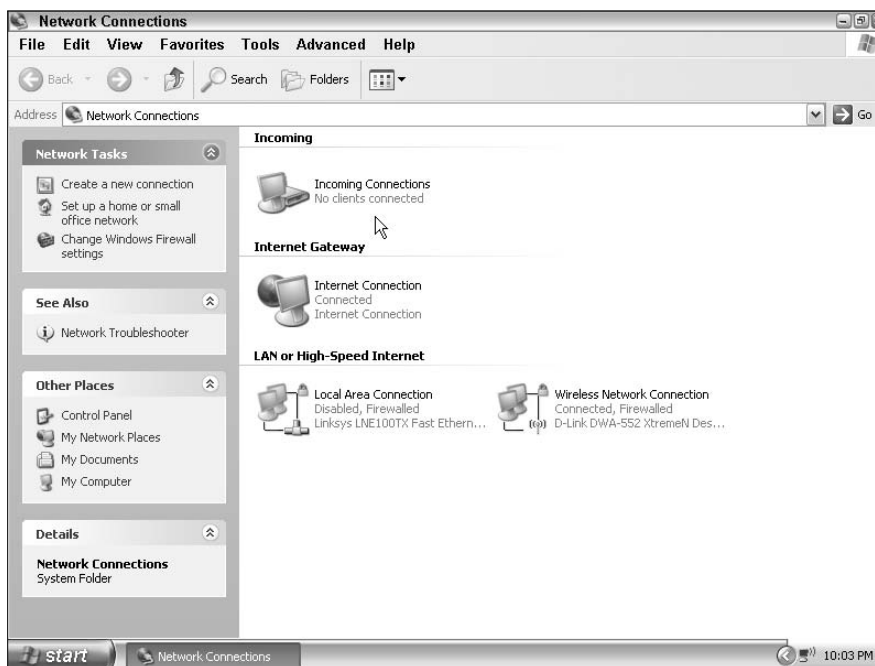 Network Connections
File Edit View Favorites Tools Advanced Help
Back Search Folders
Address Network Connections Go
Network Tasks
Create a new connection
Set up a home or small
office network
Change Windows Firewall
settings
See Also
Network Troubleshooter
Other Places
Control Panel
My Network Places
My Documents
My Computer
Details
Network Connections
System Folder
Incoming
Incoming Connections
No clients connected
Internet Gateway
Internet Connection
Connected
Internet Connection
LAN or High-Speed Internet
Local Area Connection
Disabled, Firewalled
Linksys LNE100TX Fast Ethern...
Wireless Network Connection
Connected, Firewalled
D-Link DWA-552 XtremeN Des...
start Network Connections 10:03 PM